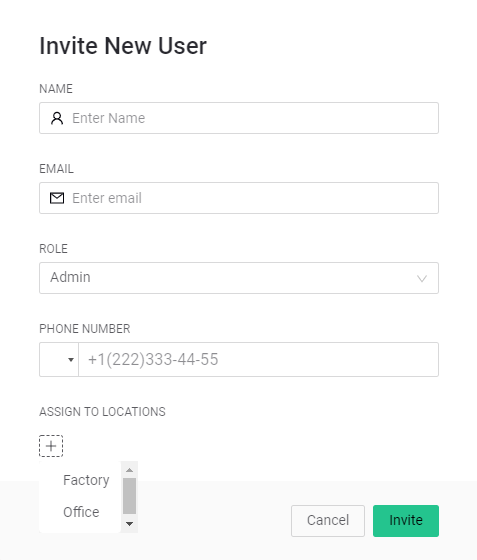 Invite New User
NAME
Enter Name
EMAIL
Enter email
ROLE
Admin
PHONE NUMBER
+1(222)333-44-55
ASSIGN TO LOCATIONS
Factory
Office
Cancel Invite